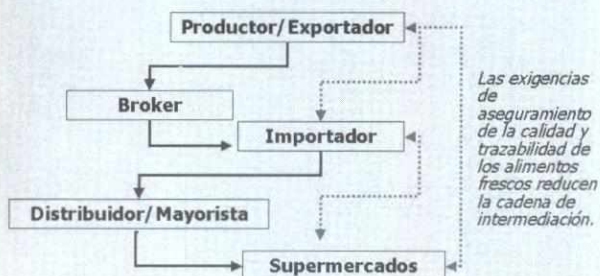 Productor/Exportador
Broker
Importador
Distribuidor/Mayorista
Supermercados
Las exigencias
de
aseguramiento
de la calidad y
trazabilidad de
los alimentos
frescos reducen
la cadena de
intermediación.